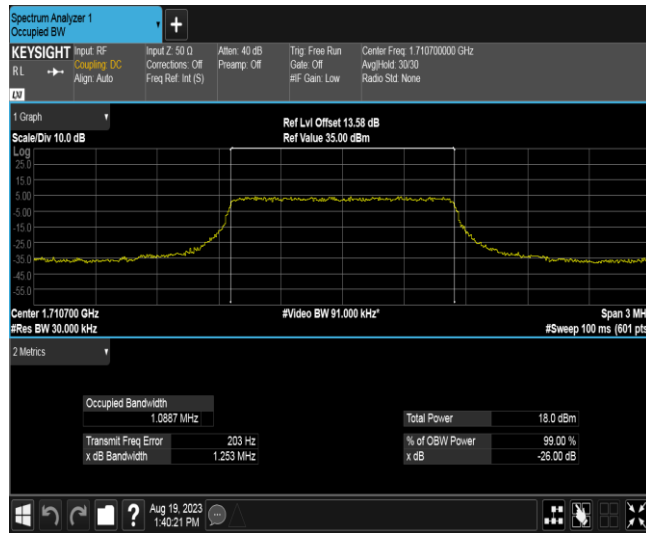 Spectrum Analyzer 1
Occupied BW
+
KEYSIGHT Input: RF Input Z: 50 Ω Atten: 40 dB Trig: Free Run Center Freq: 1.710700000 GHz
RL Coupling: DC Corrections: Off Preamp: Off Gate: Off Avg|Hold: 30/30
Align: Auto Freq Ref: Int (S) #IF Gain: Low Radio Std: None
LXI
1 Graph
Ref Lvl Offset 13.58 dB
Scale/Div 10.0 dB Ref Value 35.00 dBm
Log
25.0
15.0
5.00
-5.00
-15.0
-25.0
-35.0
-45.0
-55.0
Center 1.710700 GHz #Video BW 91.000 kHz* Span 3 MH
#Res BW 30.000 kHz #Sweep 100 ms (601 pts
2 Metrics
Occupied Bandwidth
1.0887 MHz Total Power 18.0 dBm
Transmit Freq Error 203 Hz % of OBW Power 99.00 %
x dB Bandwidth 1.253 MHz x dB -26.00 dB
? Aug 19, 2023
1:40:21 PM